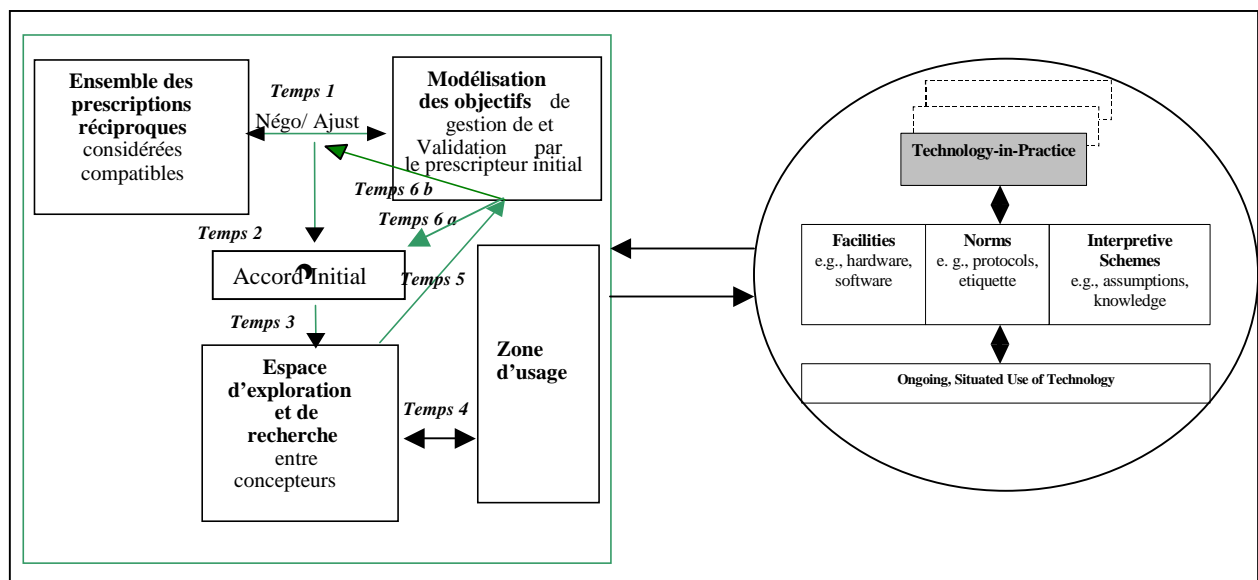 Ensemble des
prescriptions
réciproques
considérées
compatibles
Temps 1
Négo/ Ajust
Modélisation
des objectifs de
gestion de et
Validation par
le prescripteur initial
Temps 6 b
Temps 6 a
Temps 2
Accord Initial
Temps 5
Temps 3
Espace
d’exploration
et de
recherche
entre
concepteurs
Temps 4
Zone
d’usage
Technology-in-Practice
Facilities
e.g., hardware,
software
Norms
e. g., protocols,
etiquette
Interpretive
Schemes
e.g., assumptions,
knowledge
Ongoing, Situated Use of Technology